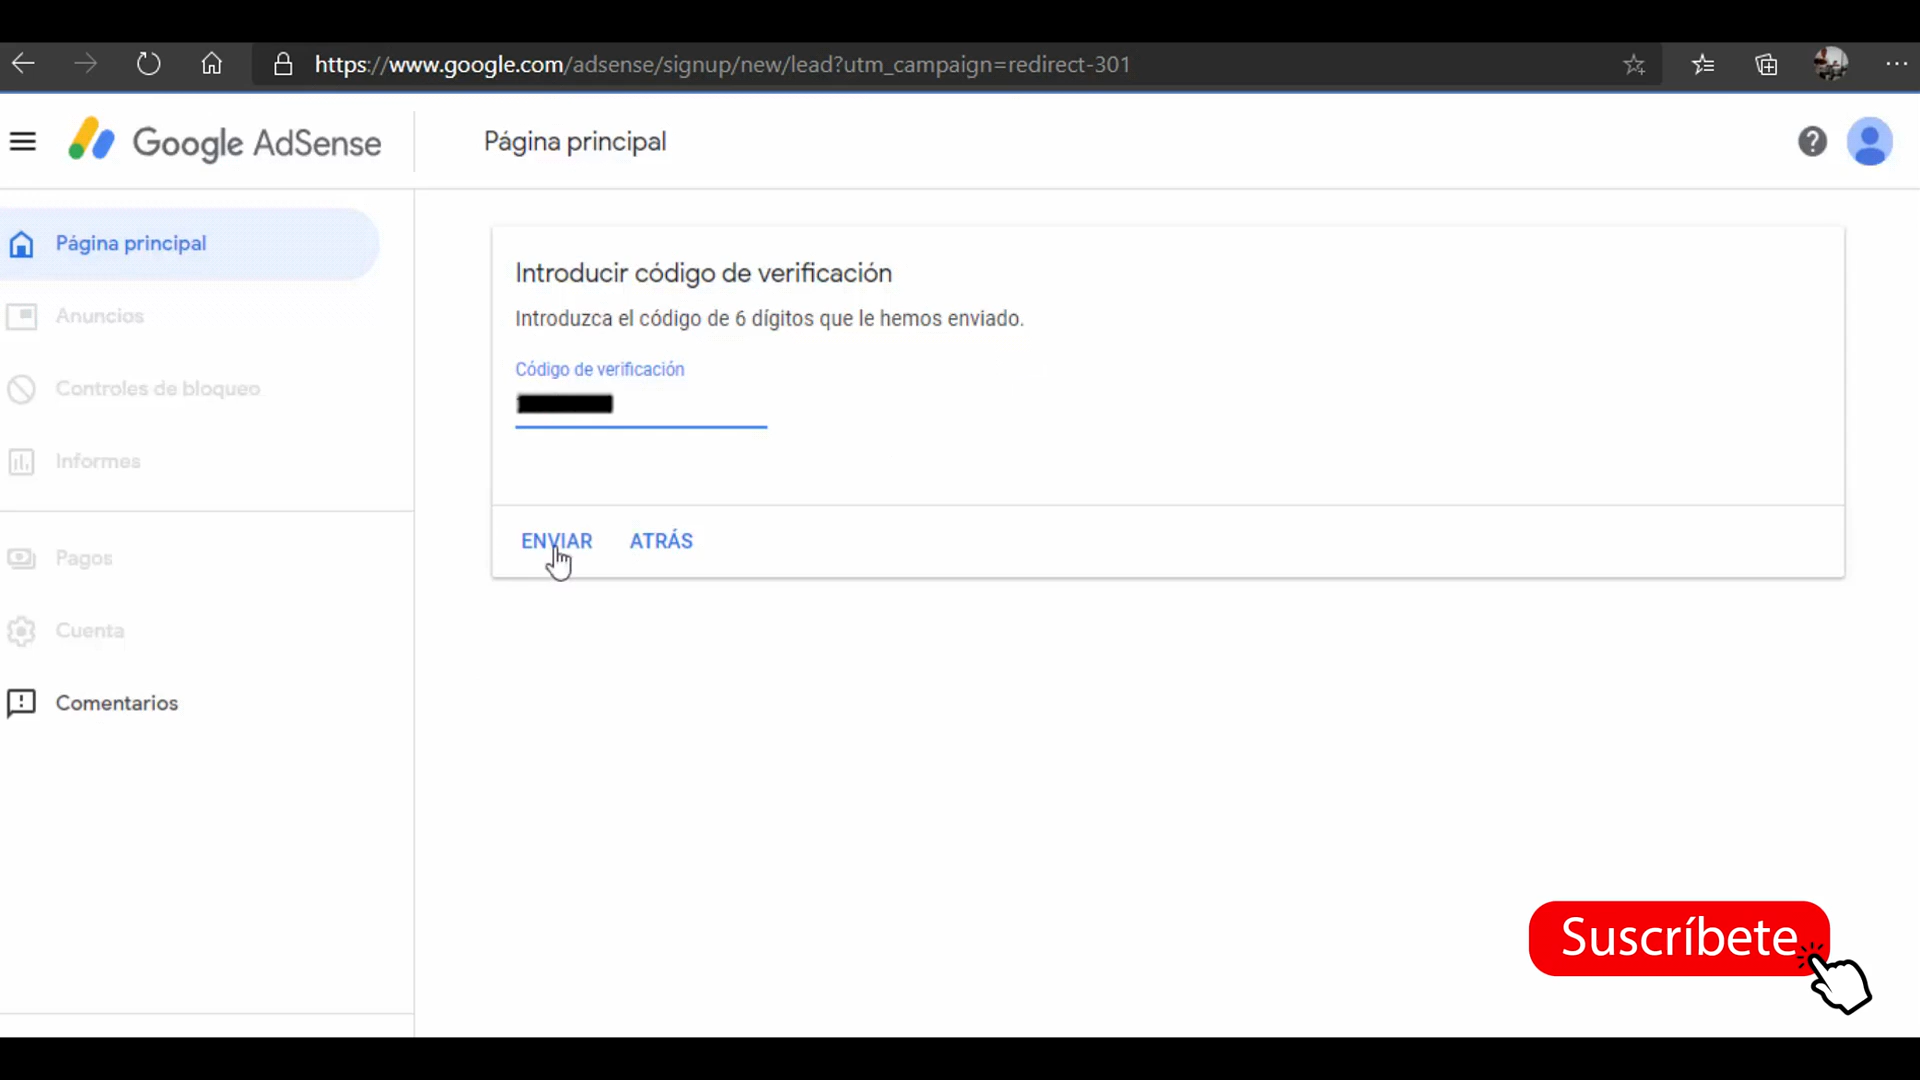 https://www.google.com/adsense/signup/new/lead?utm_campaign=redirect-301
Google AdSense
Página principal
Página principal
Anuncios
Controles de bloqueo
Informes
Pagos
Cuenta
Comentarios
Introducir código de verificación
Introduzca el código de 6 dígitos que le hemos enviado.
Código de verificación
ENVIAR ATRÁS
Suscríbete